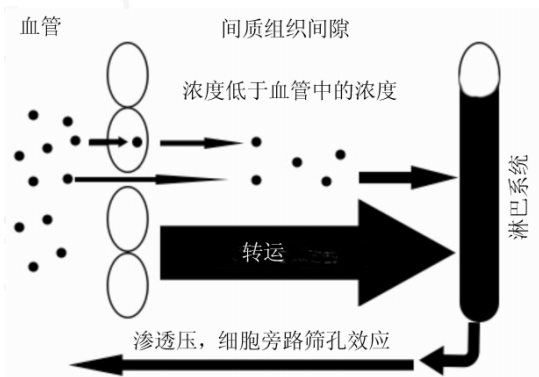 血管
间质组织间隙
浓度低于血管中的浓度
转运
淋巴系统
渗透压，细胞旁路筛孔效应